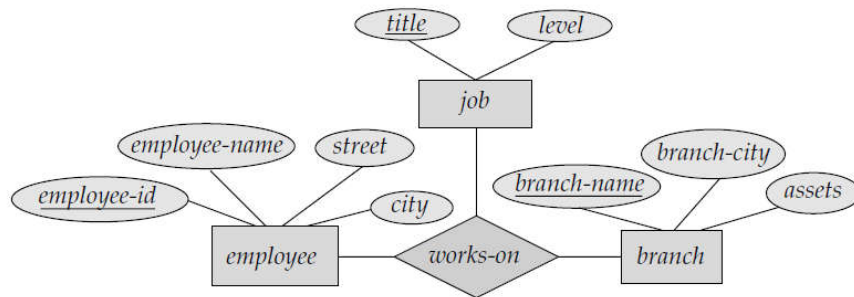 title
level
job
employee-name
street
branch-city
employee-id
branch-name
assets
city
employee
works-on
branch